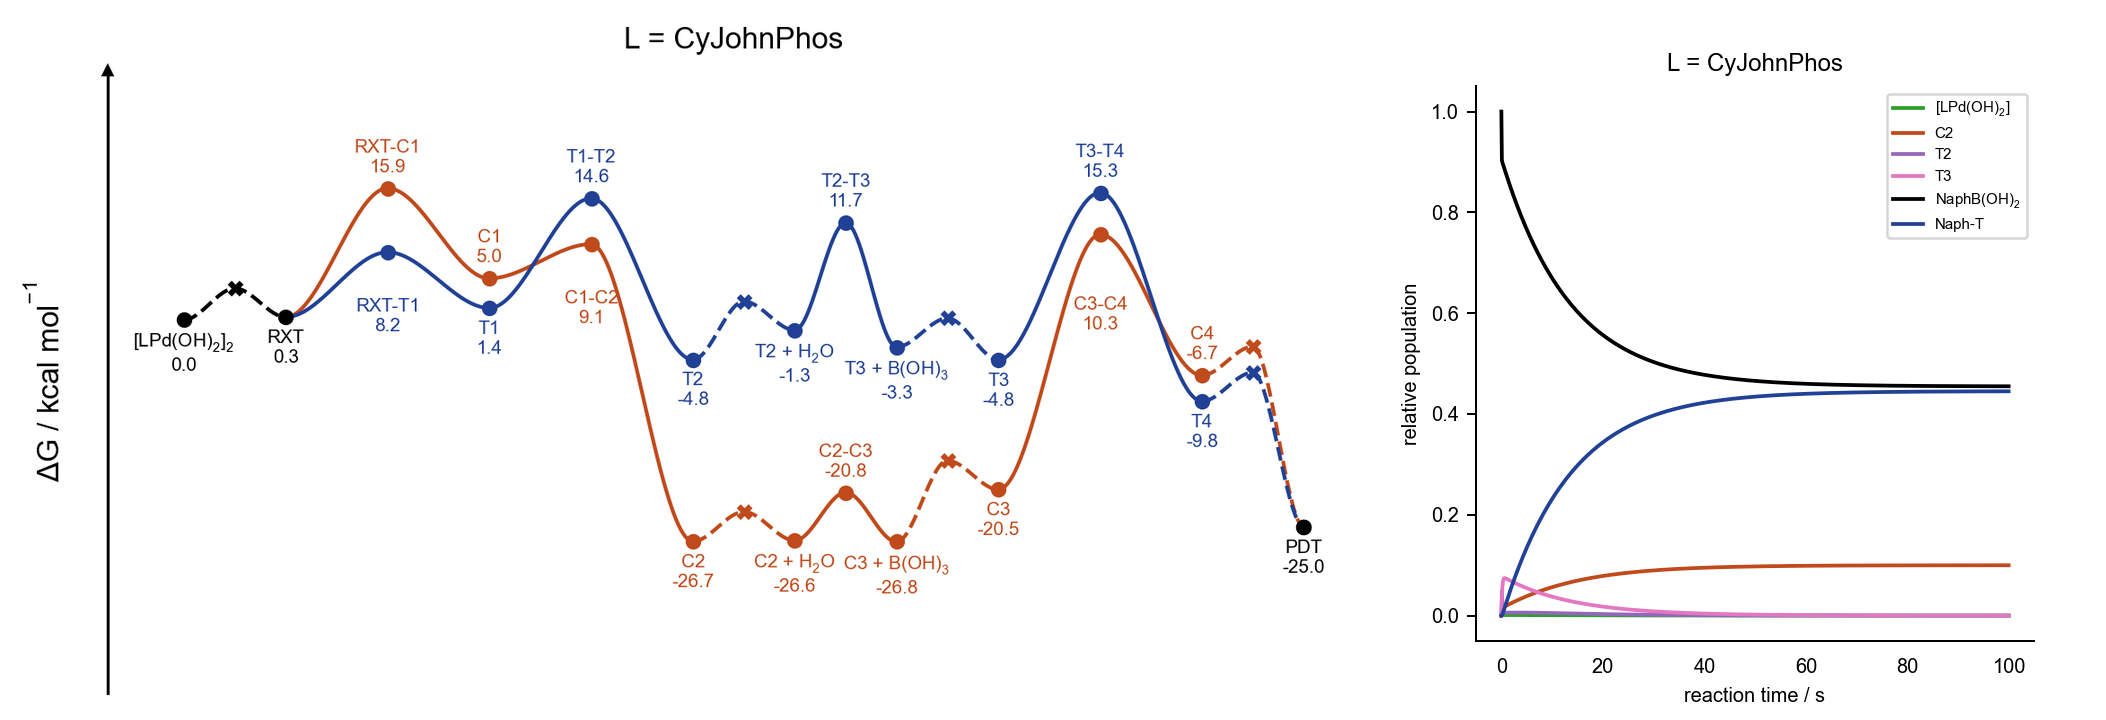 L = CyJohnPhos
ΔG / kcal mol⁻¹
[LPd(OH)₂]₂
0.0
RXT
0.3
RXT-C1
15.9
RXT-T1
8.2
C1
5.0
T1
1.4
T1-T2
14.6
C1-C2
9.1
T2
-4.8
T2 + H₂O
-1.3
T2-T3
11.7
T3 + B(OH)₃
-3.3
T3
-4.8
T3-T4
15.3
C3-C4
10.3
C4
-6.7
T4
-9.8
C2
-26.7
C2 + H₂O
-26.6
C2-C3
-20.8
C3 + B(OH)₃
-26.8
C3
-20.5
PDT
-25.0
L = CyJohnPhos
[LPd(OH)₂]
C2
T2
T3
NaphB(OH)₂
Naph-T
relative population
1.0
0.8
0.6
0.4
0.2
0.0
0 20 40 60 80 100
reaction time / s